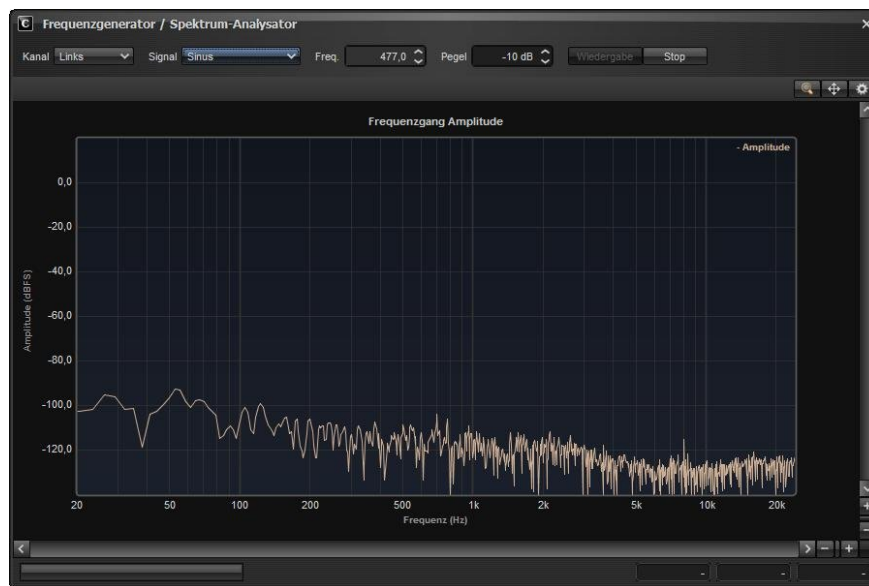 C Frequenzgenerator / Spektrum-Analysator
Kanal Links Signal Sinus Freq. 477,0 Pegel -10 dB Wiedergabe Stop
Frequenzgang Amplitude
- Amplitude
0,0
-20,0
-40,0
-60,0
-80,0
-100,0
-120,0
Amplitude (dBFS)
20 50 100 200 500 1k 2k 5k 10k 20k
Frequenz (Hz)